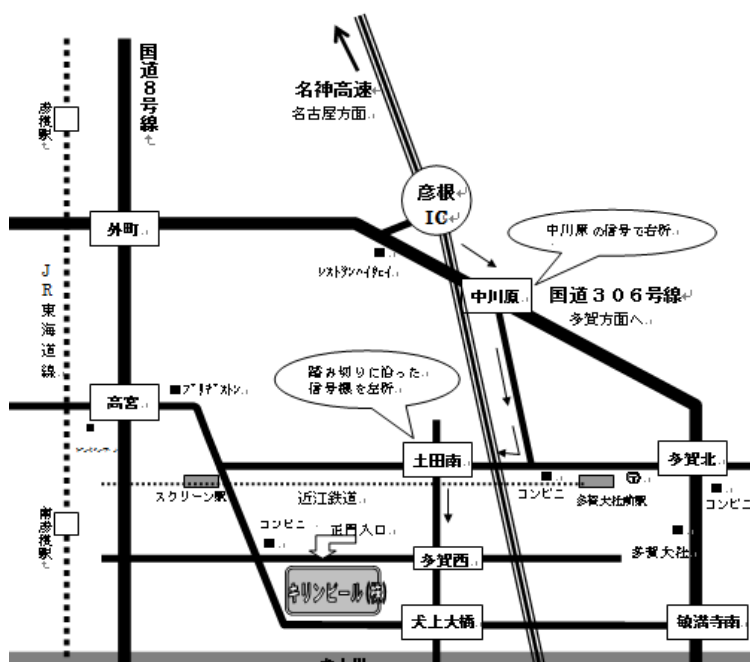 国道8号線
名神高速
名古屋方面
彦根駅
彦根
IC
外町
中川原の信号で右折
レストランハイウェイ
中川原
国道306号線
多賀方面へ
JR東海道線
踏み切りに沿った
信号機を左折
ブリヂストン
高宮
土田南
多賀北
スクリーン駅
近江鉄道
コンビニ
多賀大社前駅
コンビニ
南彦根駅
コンビニ
正門入口
多賀西
多賀大社
キリンビール(株)
犬上大橋
敏満寺南